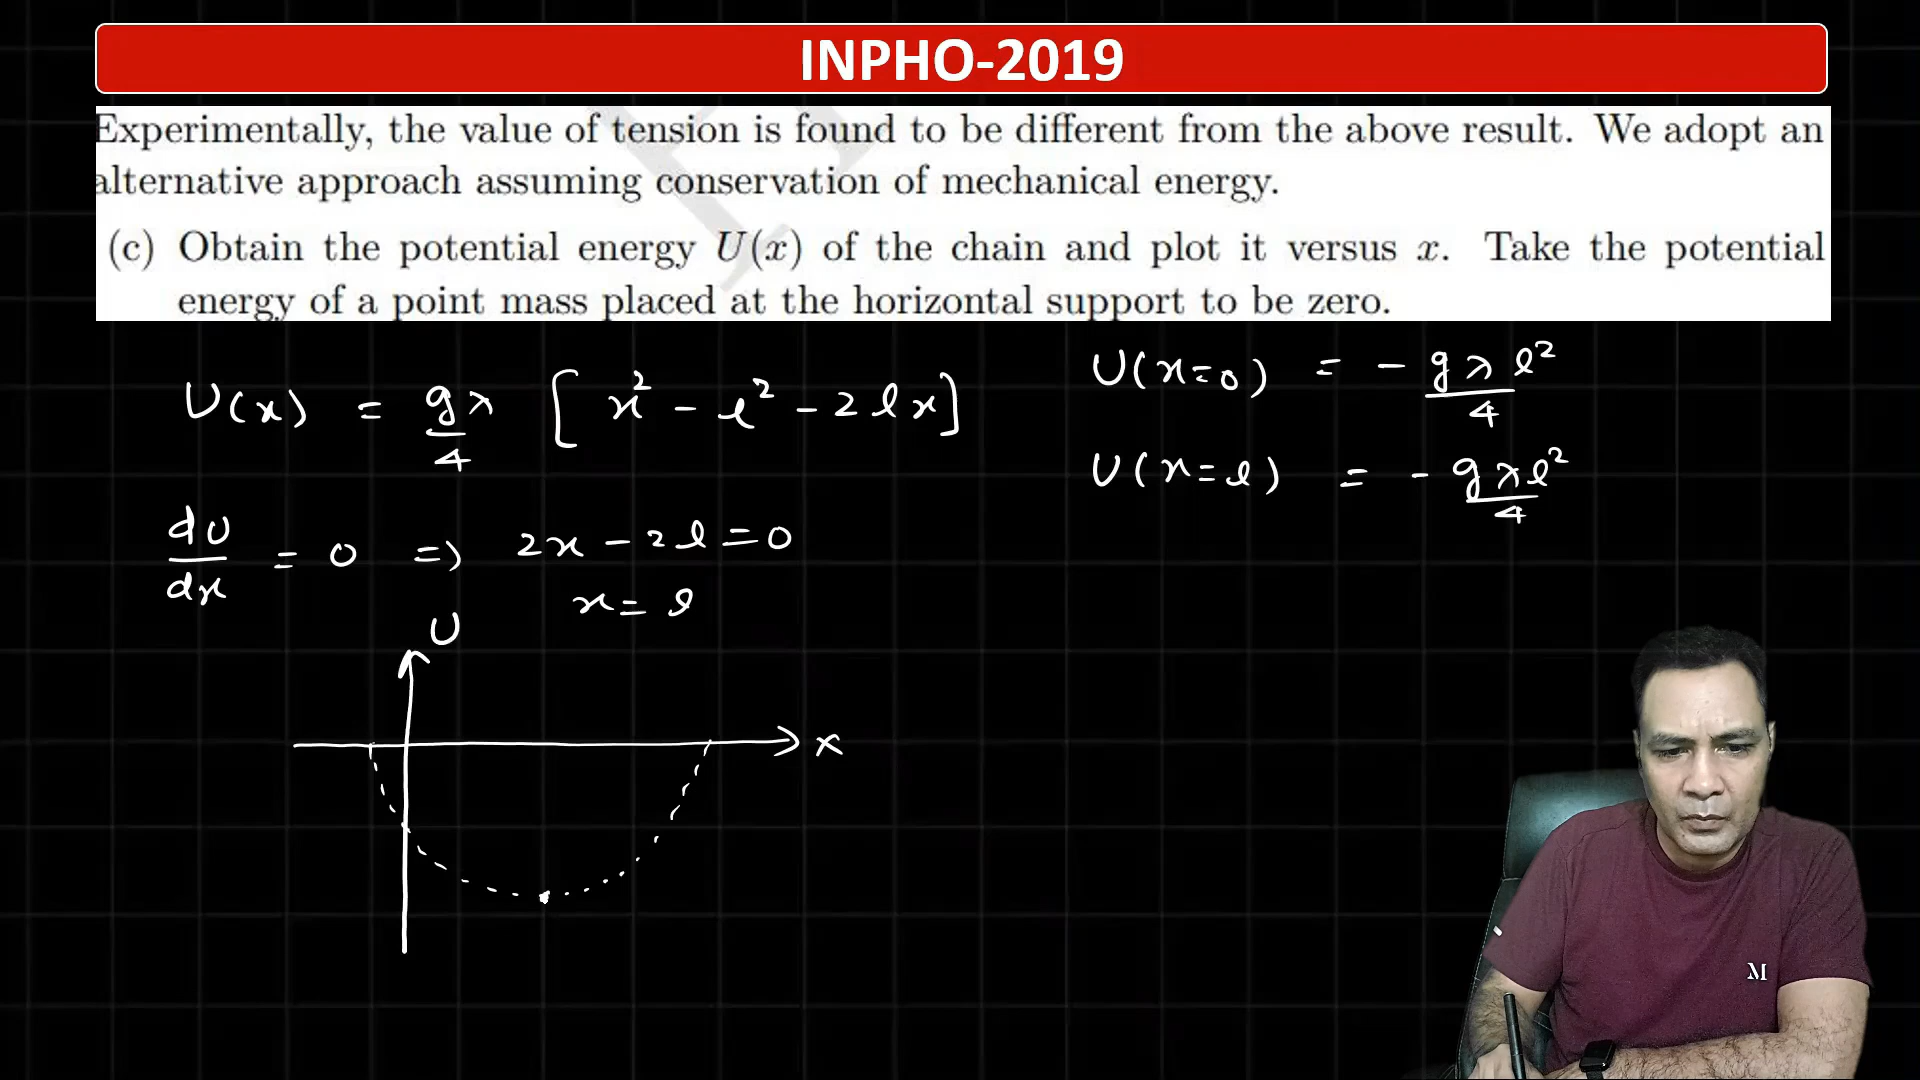 INPHO-2019
Experimentally, the value of tension is found to be different from the above result. We adopt an
alternative approach assuming conservation of mechanical energy.
(c) Obtain the potential energy U(x) of the chain and plot it versus x. Take the potential
energy of a point mass placed at the horizontal support to be zero.
U(x) = gλ/4 [x² - l² - 2lx]
dU/dx = 0 => 2x - 2l = 0
x = l
U
x
U(x=0) = - gλl²/4
U(x=l) = - gλl²/4
M